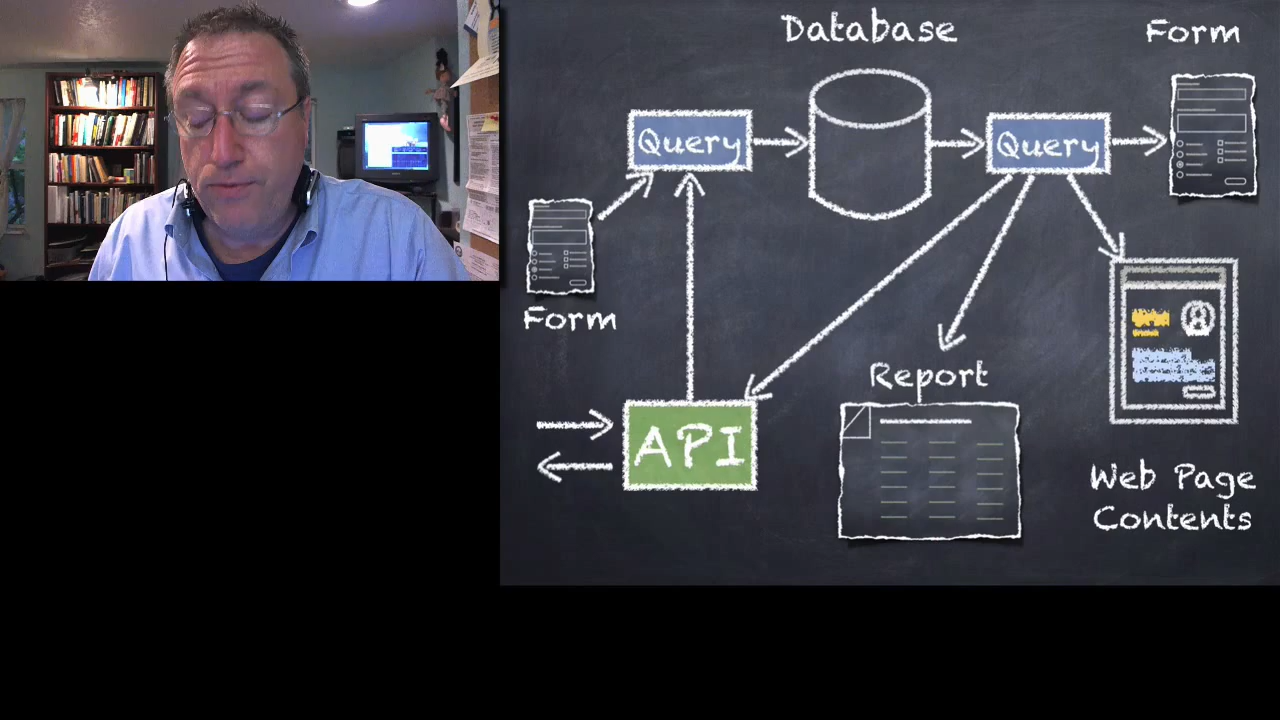 Database
Form
Query
Query
Form
Report
API
Web Page
Contents